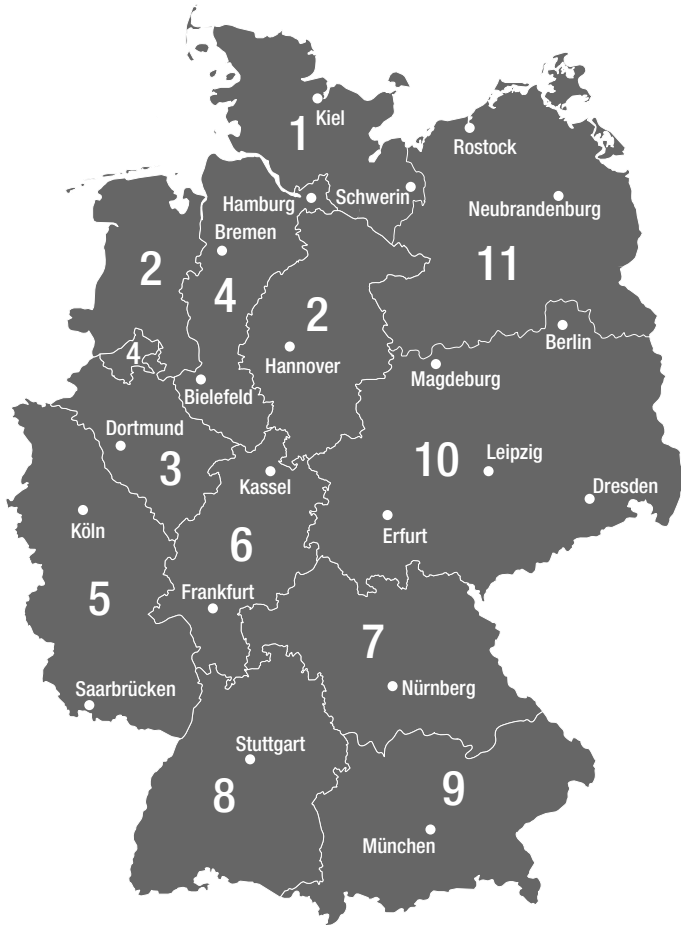 Kiel
1
Rostock
Schwerin
Hamburg
Neubrandenburg
Bremen
11
2
4
2
Berlin
4
Hannover
Magdeburg
Bielefeld
Dortmund
10
Leipzig
3
Kassel
Dresden
Köln
Erfurt
6
Frankfurt
5
7
Saarbrücken
Nürnberg
Stuttgart
8
9
München